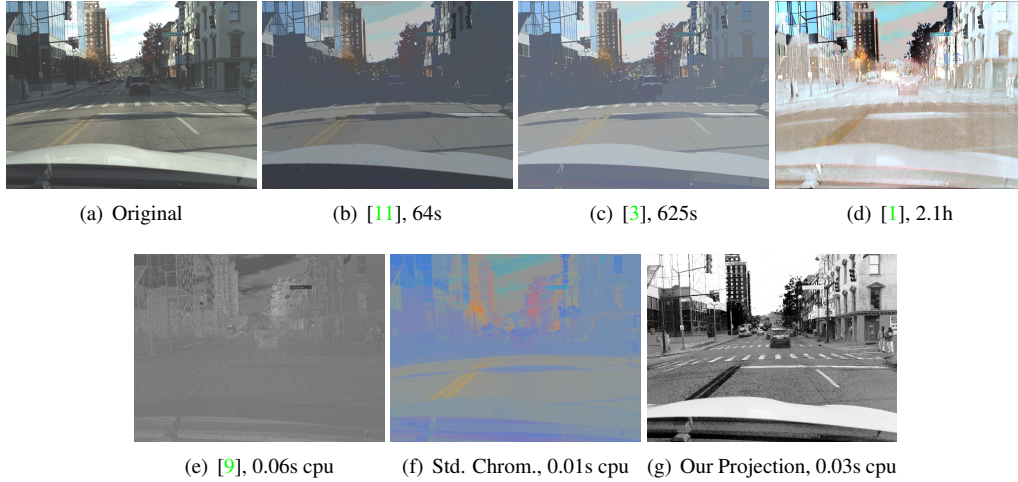 (a) Original
(b) [11], 64s
(c) [3], 625s
(d) [1], 2.1h
(e) [9], 0.06s cpu
(f) Std. Chrom., 0.01s cpu
(g) Our Projection, 0.03s cpu